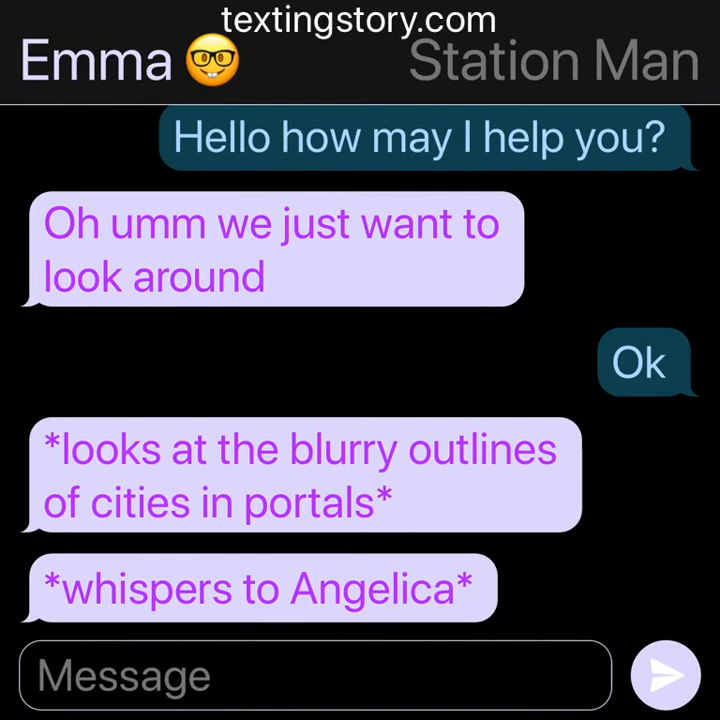 textingstory.com
Emma 🤓 Station Man
Hello how may I help you?
Oh umm we just want to
look around
Ok
*looks at the blurry outlines
of cities in portals*
*whispers to Angelica*
Message